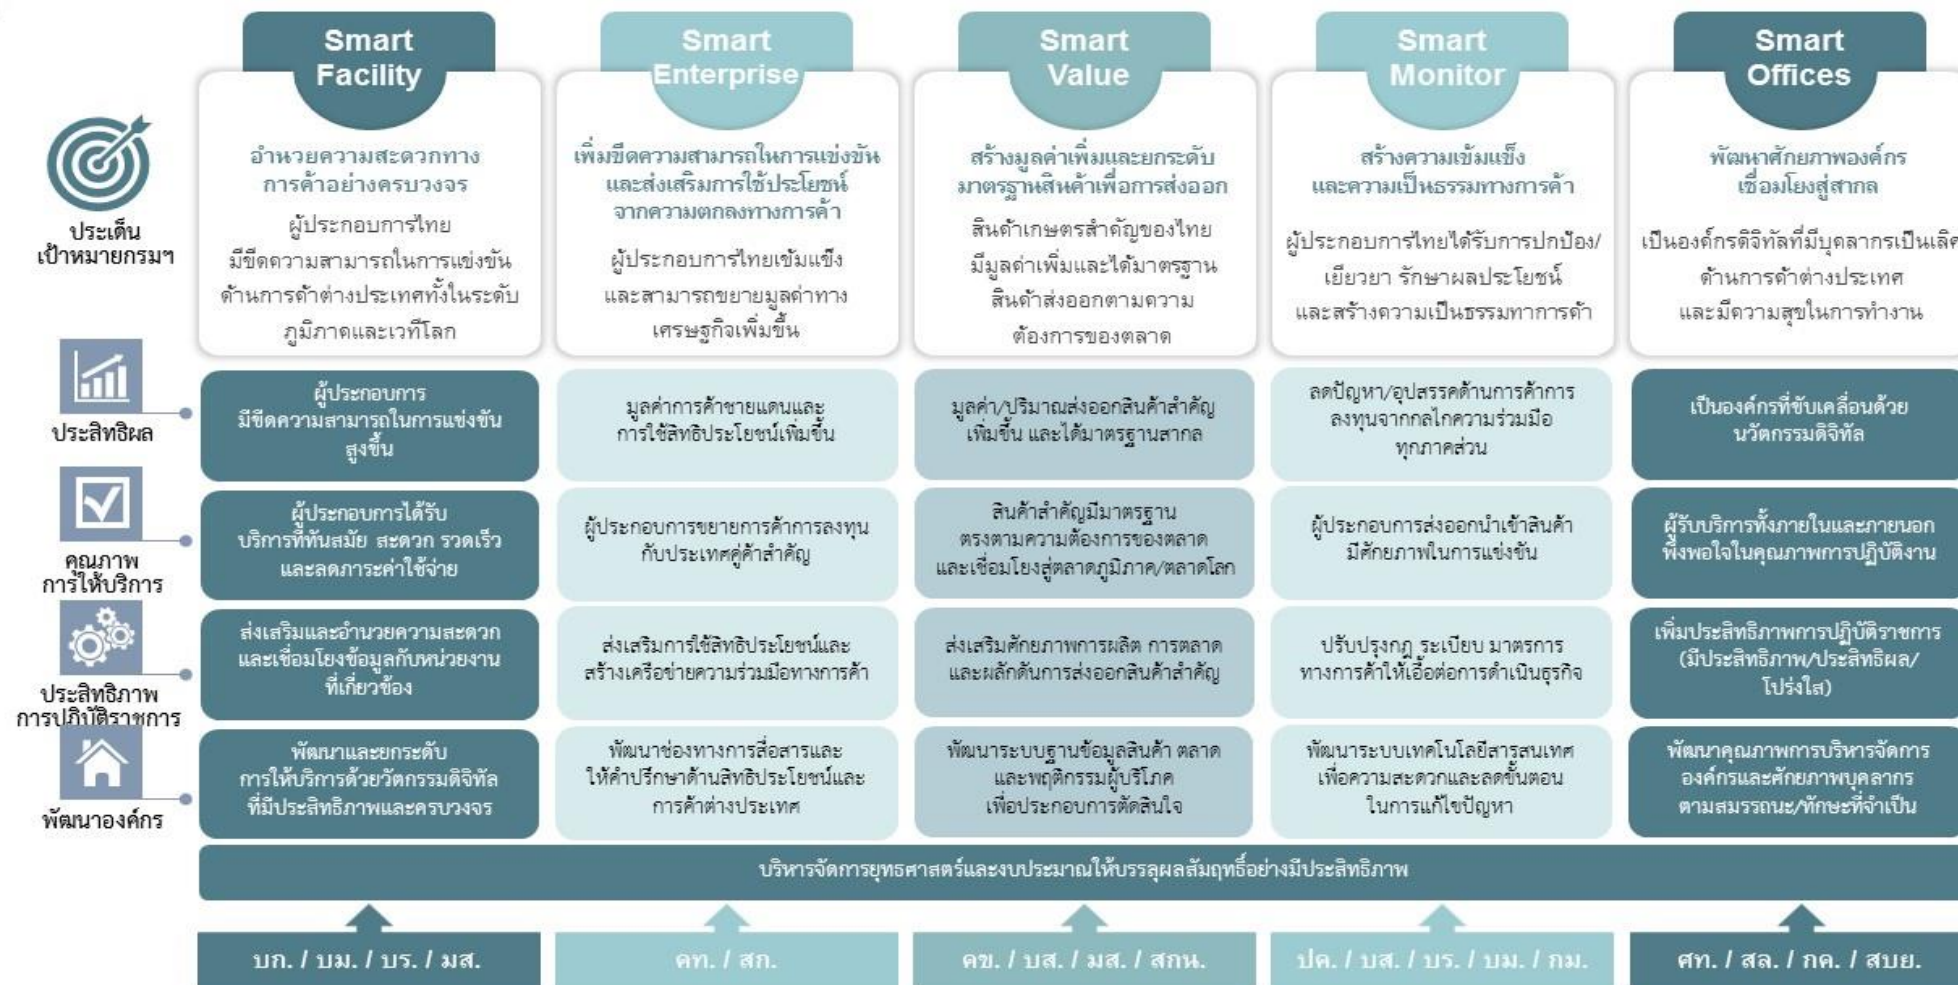 Smart
Facility
Smart
Enterprise
Smart
Value
Smart
Monitor
Smart
Offices
ประเด็น
เป้าหมายกรมฯ
อำนวยความสะดวกทาง
การค้าอย่างครบวงจร
ผู้ประกอบการไทย
มีขีดความสามารถในการแข่งขัน
ด้านการค้าต่างประเทศทั้งในระดับ
ภูมิภาคและเวทีโลก
เพิ่มขีดความสามารถในการแข่งขัน
และส่งเสริมการใช้ประโยชน์
จากความตกลงทางการค้า
ผู้ประกอบการไทยเข้มแข็ง
และสามารถขยายมูลค่าทาง
เศรษฐกิจเพิ่มขึ้น
สร้างมูลค่าเพิ่มและยกระดับ
มาตรฐานสินค้าเพื่อการส่งออก
สินค้าเกษตรสำคัญของไทย
มีมูลค่าเพิ่มและได้มาตรฐาน
สินค้าส่งออกตามความ
ต้องการของตลาด
สร้างความเข้มแข็ง
และความเป็นธรรมทางการค้า
ผู้ประกอบการไทยได้รับการปกป้อง/
เยียวยา รักษาผลประโยชน์
และสร้างความเป็นธรรมทาการค้า
พัฒนาศักยภาพองค์กร
เชื่อมโยงสู่สากล
เป็นองค์กรดิจิทัลที่มีบุคลากรเป็นเลิศ
ด้านการค้าต่างประเทศ
และมีความสุขในการทำงาน
ประสิทธิผล
ผู้ประกอบการ
มีขีดความสามารถในการแข่งขัน
สูงขึ้น
มูลค่าการค้าชายแดนและ
การใช้สิทธิประโยชน์เพิ่มขึ้น
มูลค่า/ปริมาณส่งออกสินค้าสำคัญ
เพิ่มขึ้น และได้มาตรฐานสากล
ลดปัญหา/อุปสรรคด้านการค้าการ
ลงทุนจากกลไกความร่วมมือ
ทุกภาคส่วน
เป็นองค์กรที่ขับเคลื่อนด้วย
นวัตกรรมดิจิทัล
คุณภาพ
การให้บริการ
ผู้ประกอบการได้รับ
บริการที่ทันสมัย สะดวก รวดเร็ว
และลดภาระค่าใช้จ่าย
ผู้ประกอบการขยายการค้าการลงทุน
กับประเทศคู่ค้าสำคัญ
สินค้าสำคัญมีมาตรฐาน
ตรงตามความต้องการของตลาด
และเชื่อมโยงสู่ตลาดภูมิภาค/ตลาดโลก
ผู้ประกอบการส่งออกนำเข้าสินค้า
มีศักยภาพในการแข่งขัน
ผู้รับบริการทั้งภายในและภายนอก
พึงพอใจในคุณภาพการปฏิบัติงาน
ประสิทธิภาพ
การปฏิบัติราชการ
ส่งเสริมและอำนวยความสะดวก
และเชื่อมโยงข้อมูลกับหน่วยงาน
ที่เกี่ยวข้อง
ส่งเสริมการใช้สิทธิประโยชน์และ
สร้างเครือข่ายความร่วมมือทางการค้า
ส่งเสริมศักยภาพการผลิต การตลาด
และผลักดันการส่งออกสินค้าสำคัญ
ปรับปรุงกฎ ระเบียบ มาตรการ
ทางการค้าให้เอื้อต่อการดำเนินธุรกิจ
เพิ่มประสิทธิภาพการปฏิบัติราชการ
(มีประสิทธิภาพ/ประสิทธิผล/
โปร่งใส)
พัฒนาองค์กร
พัฒนาและยกระดับ
การให้บริการด้วยวัตกรรมดิจิทัล
ที่มีประสิทธิภาพและครบวงจร
พัฒนาช่องทางการสื่อสารและ
ให้คำปรึกษาด้านสิทธิประโยชน์และ
การค้าต่างประเทศ
พัฒนาระบบฐานข้อมูลสินค้า ตลาด
และพฤติกรรมผู้บริโภค
เพื่อประกอบการตัดสินใจ
พัฒนาระบบเทคโนโลยีสารสนเทศ
เพื่อความสะดวกและลดขั้นตอน
ในการแก้ไขปัญหา
พัฒนาคุณภาพการบริหารจัดการ
องค์กรและศักยภาพบุคลากร
ตามสมรรถนะ/ทักษะที่จำเป็น
บริหารจัดการยุทธศาสตร์และงบประมาณให้บรรลุผลสัมฤทธิ์อย่างมีประสิทธิภาพ
บก. / บม. / บร. / มส.
คท. / สก.
คข. / บส. / มส. / สกน.
ปค. / บส. / บร. / บม. / กม.
ศท. / สล. / กค. / สบย.